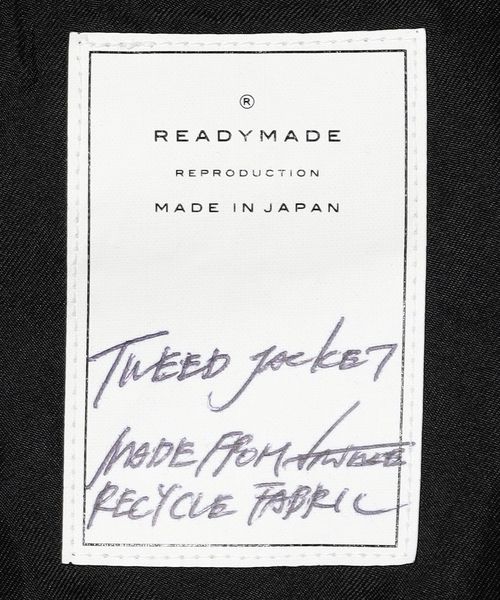 ®
READYMADE
REPRODUCTION
MADE IN JAPAN
TWEED JACKET
MADE FROM
RECYCLE FABRIC